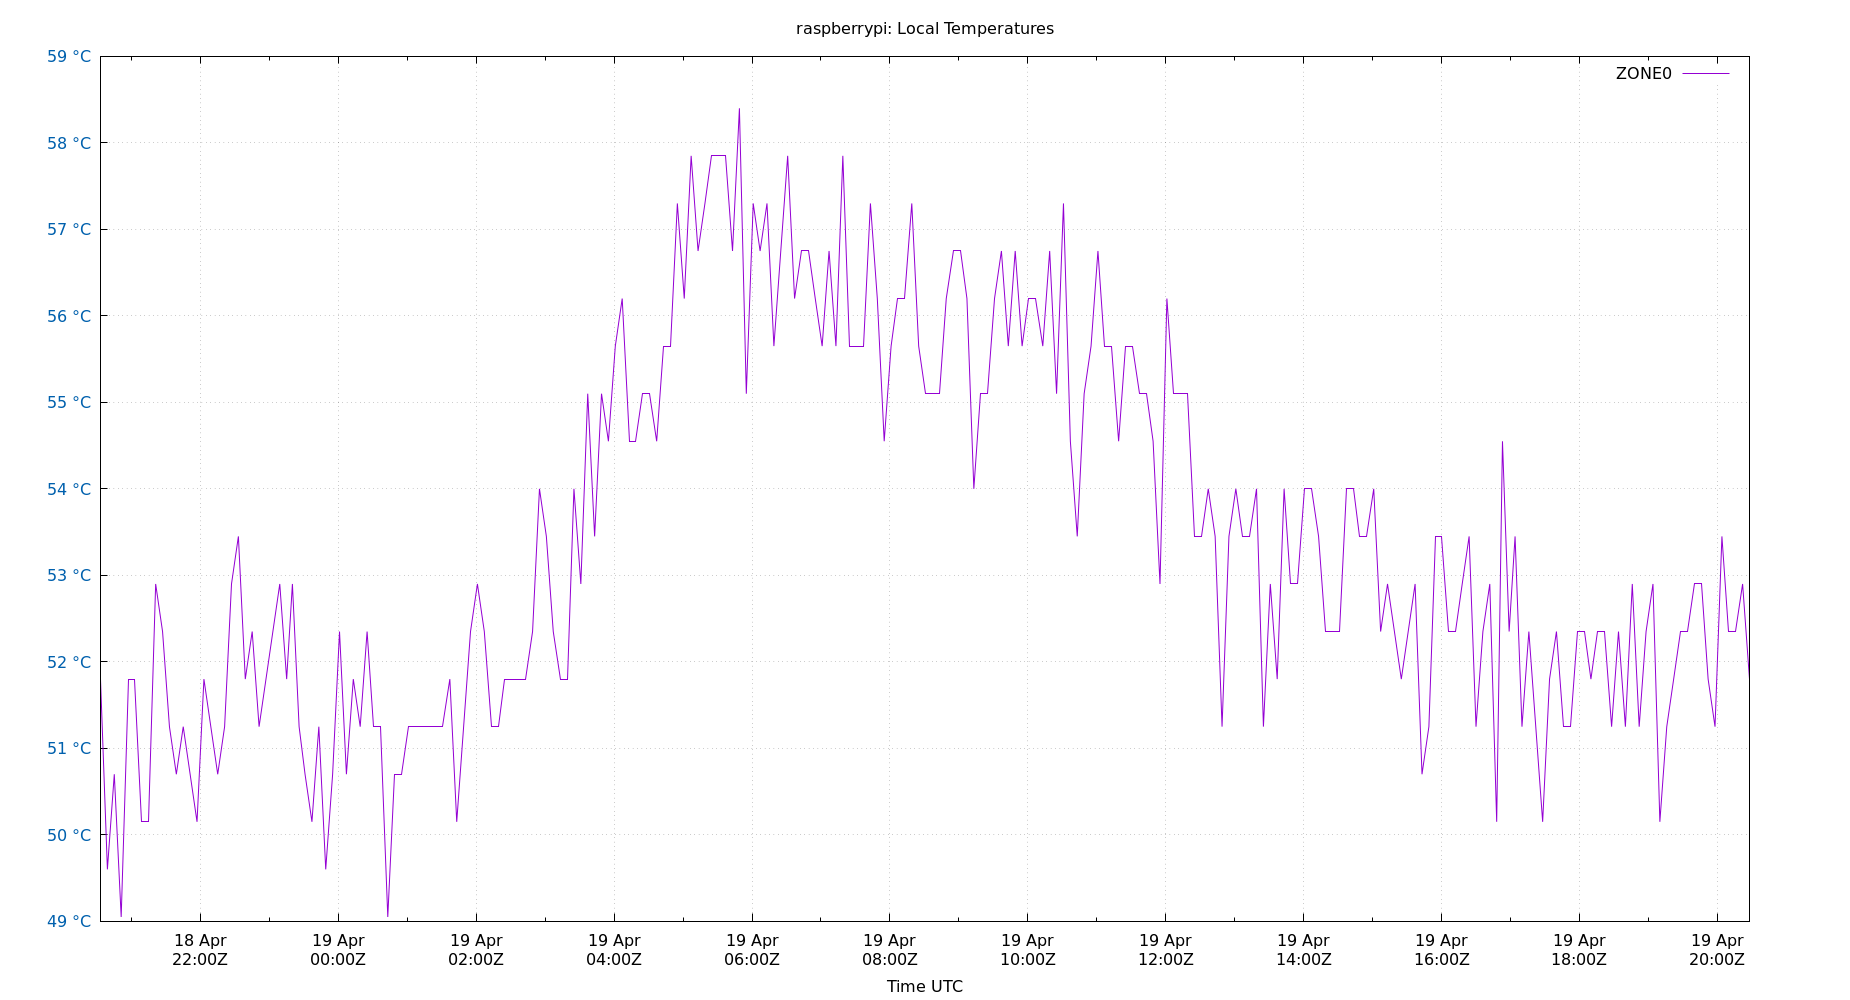 raspberrypi: Local Temperatures
59 °C
ZONE0
58 °C
57 °C
56 °C
55 °C
54 °C
53 °C
52 °C
51 °C
50 °C
49 °C
18 Apr 19 Apr 19 Apr 19 Apr 19 Apr 19 Apr 19 Apr 19 Apr 19 Apr 19 Apr 19 Apr 19 Apr
22:00Z 00:00Z 02:00Z 04:00Z 06:00Z 08:00Z 10:00Z 12:00Z 14:00Z 16:00Z 18:00Z 20:00Z
Time UTC